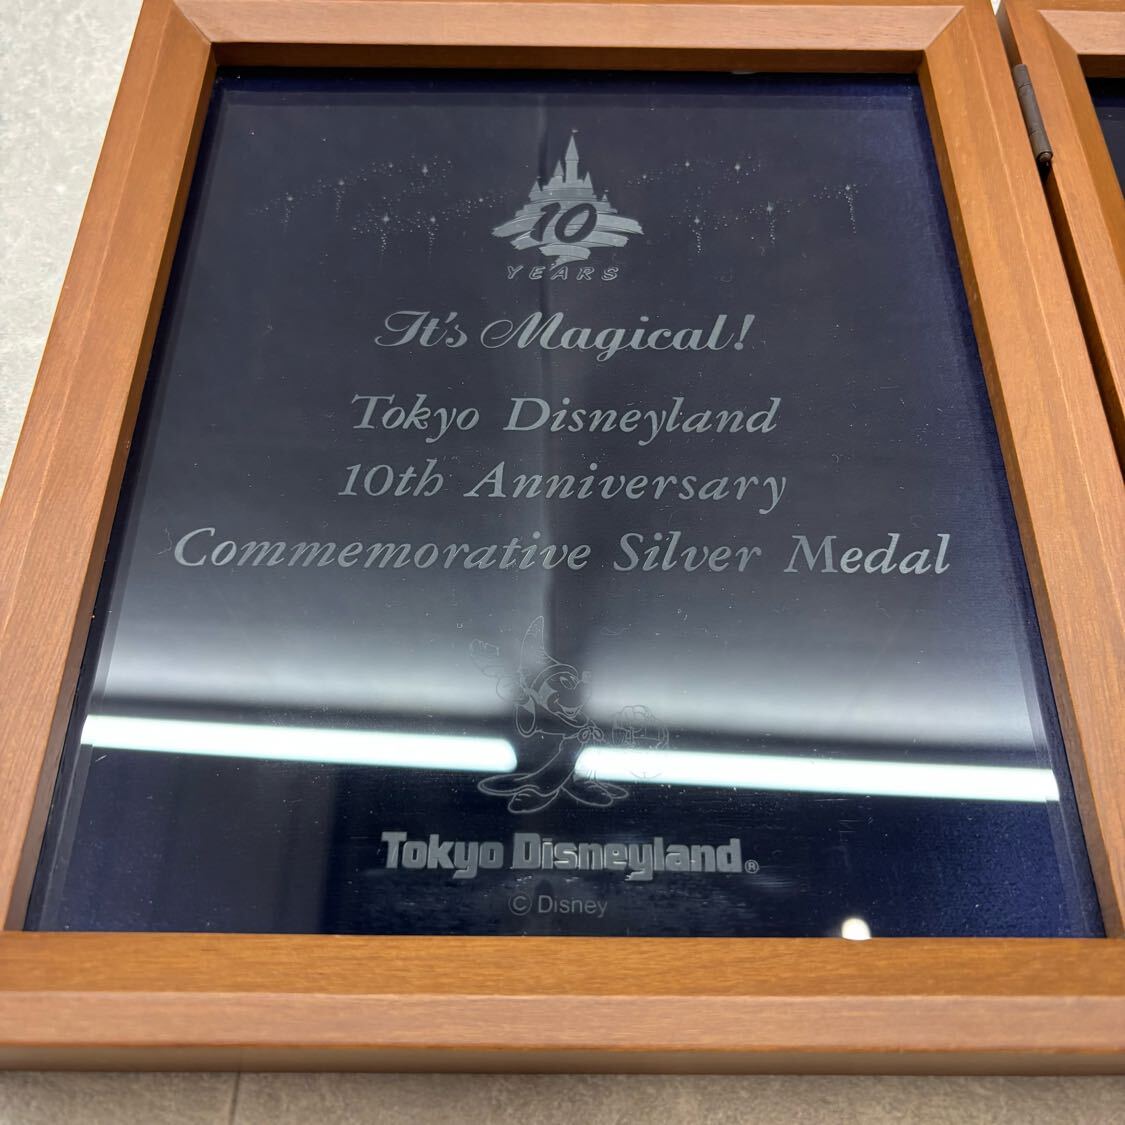 10
YEARS
It's Magical!
Tokyo Disneyland
10th Anniversary
Commemorative Silver Medal
Tokyo Disneyland®
© Disney